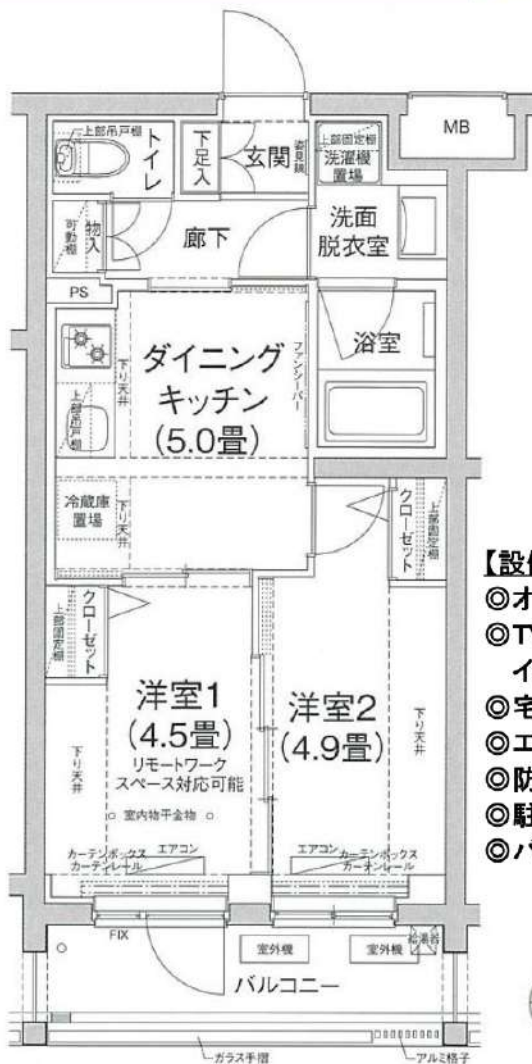 上部吊戸棚
トイレ
下足入
玄関
姿見鏡
上部固定棚
洗濯機
置場
MB
可動棚
物入
廊下
洗面
脱衣室
PS
下り天井
上部吊戸棚
ダイニング
キッチン
(5.0畳)
ファンシーバー
浴室
冷蔵庫
置場
下り天井
クローゼット
上部固定棚
上部固定棚
クローゼット
洋室1
(4.5畳)
リモートワーク
スペース対応可能
洋室2
(4.9畳)
下り天井
下り天井
室内物干金物
カーテンボックス
カーテンレール
エアコン
エアコン
カーテンボックス
カーテンレール
FIX
室外機
室外機
給湯器
バルコニー
ガラス手摺
アルミ格子
【設備
◎オ
◎TV
イ
◎宅
◎エ
◎防
◎駐
◎バ